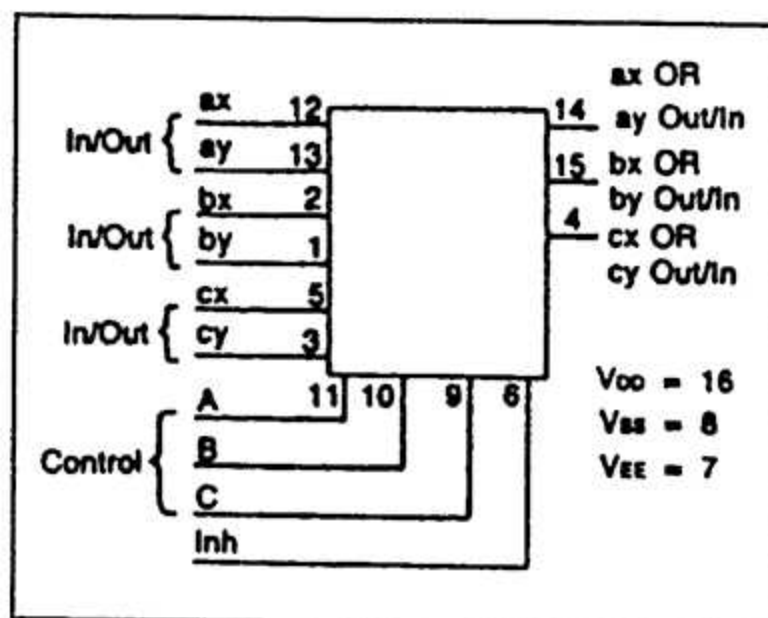 ax OR
ax 12
14 ay Out/In
In/Out
ay 13
15 bx OR
bx 2
by Out/In
In/Out
by 1
4 cx OR
cx 5
cy Out/In
In/Out
cy 3
A 11 10 9 6
VDD = 16
B
VSS = 8
Control
VEE = 7
C
Inh